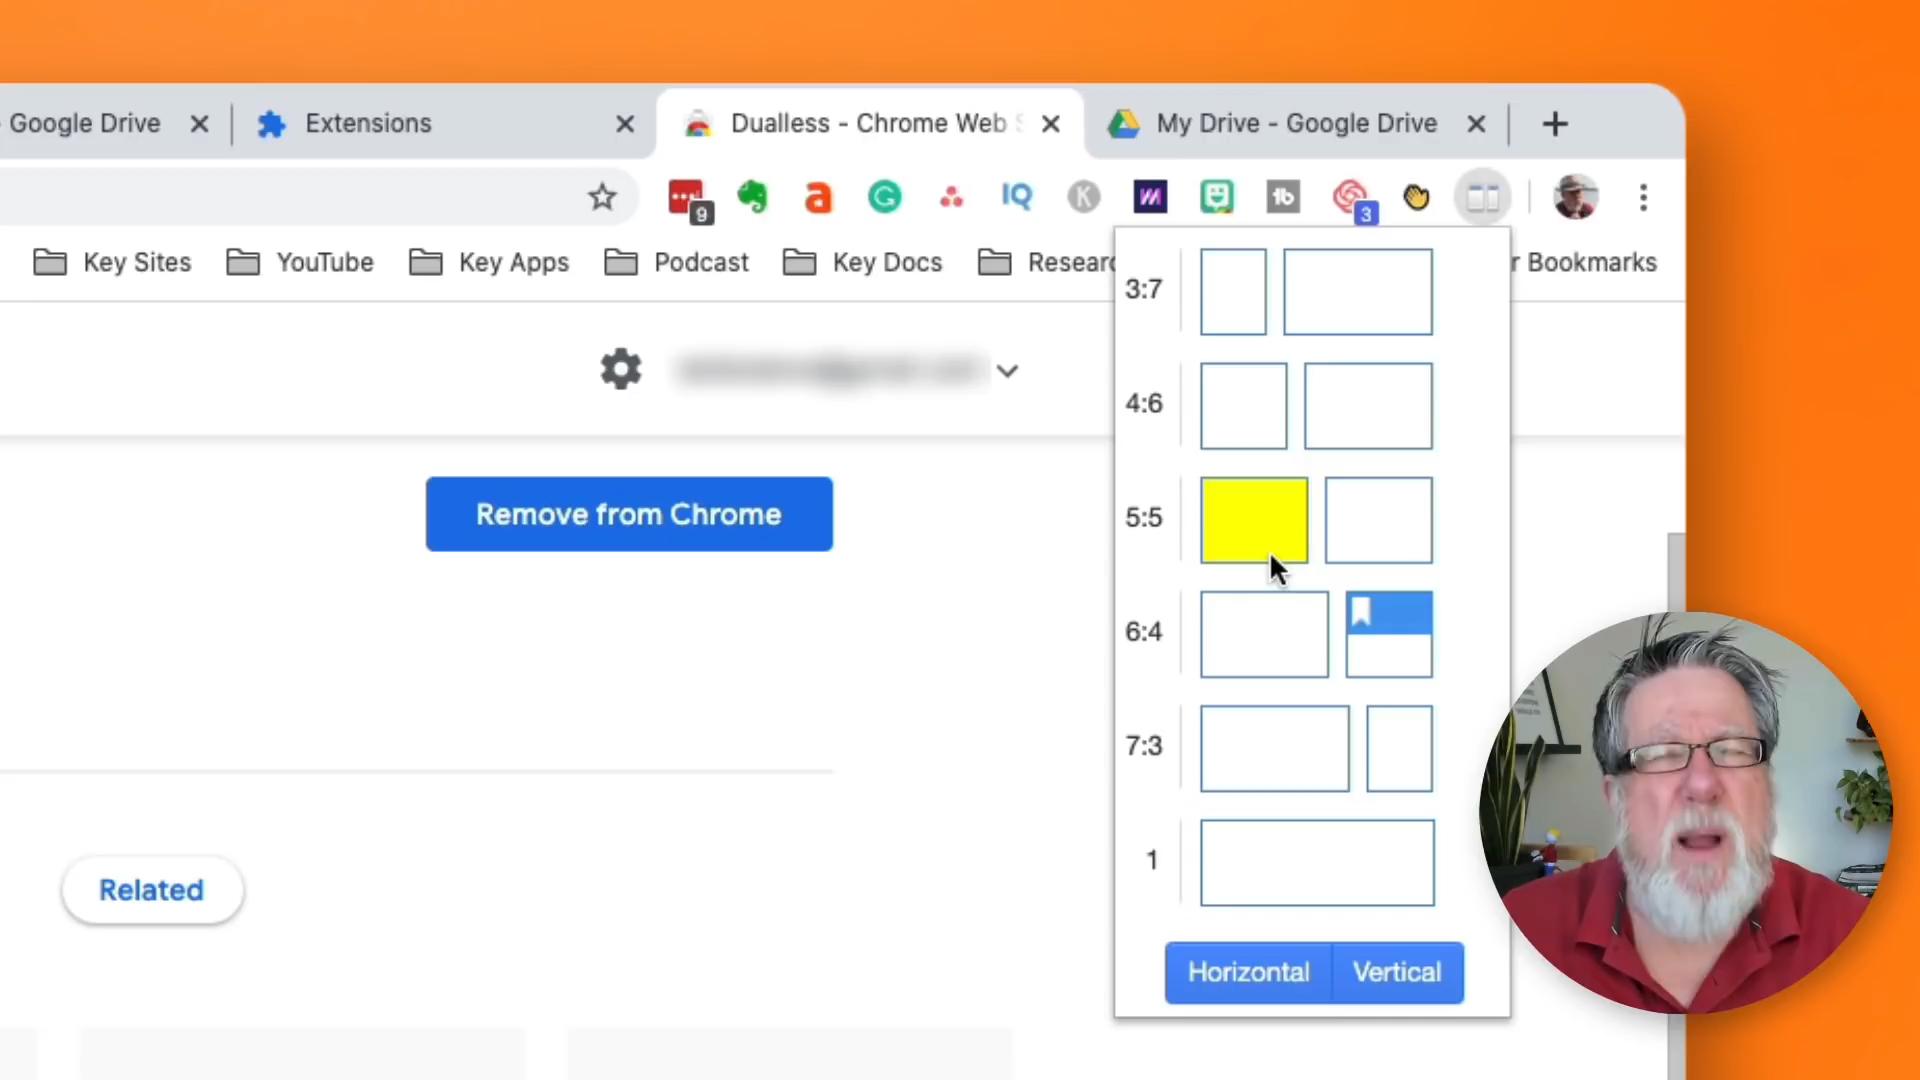 Google Drive
Extensions
Dualless - Chrome Web
My Drive - Google Drive
9
a
G
IQ
K
tb
3
Key Sites
YouTube
Key Apps
Podcast
Key Docs
r Bookmarks
3:7
4:6
Remove from Chrome
5:5
6:4
7:3
1
Related
Horizontal
Vertical